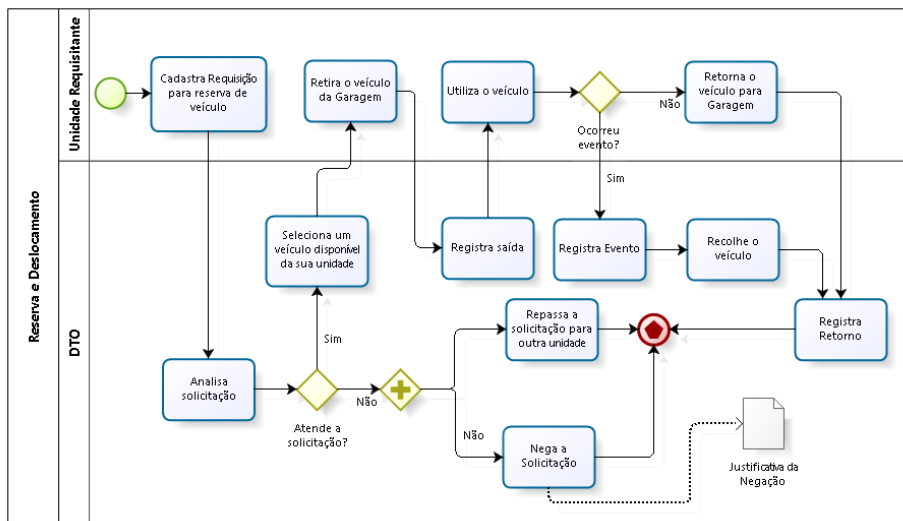 Reserva e Deslocamento
Unidade Requisitante
Cadastra Requisição
para reserva de
veículo
Retira o veículo
da Garagem
Utiliza o veículo
Ocorreu
evento?
Não
Retorna o
veículo para
Garagem
Sim
DTO
Seleciona um
veículo disponível
da sua unidade
Registra saída
Registra Evento
Recolhe o
veículo
Sim
Repassa a
solicitação para
outra unidade
Registra
Retorno
Analisa
solicitação
Não
Atende a
solicitação?
Não
Nega a
Solicitação
Justificativa da
Negação